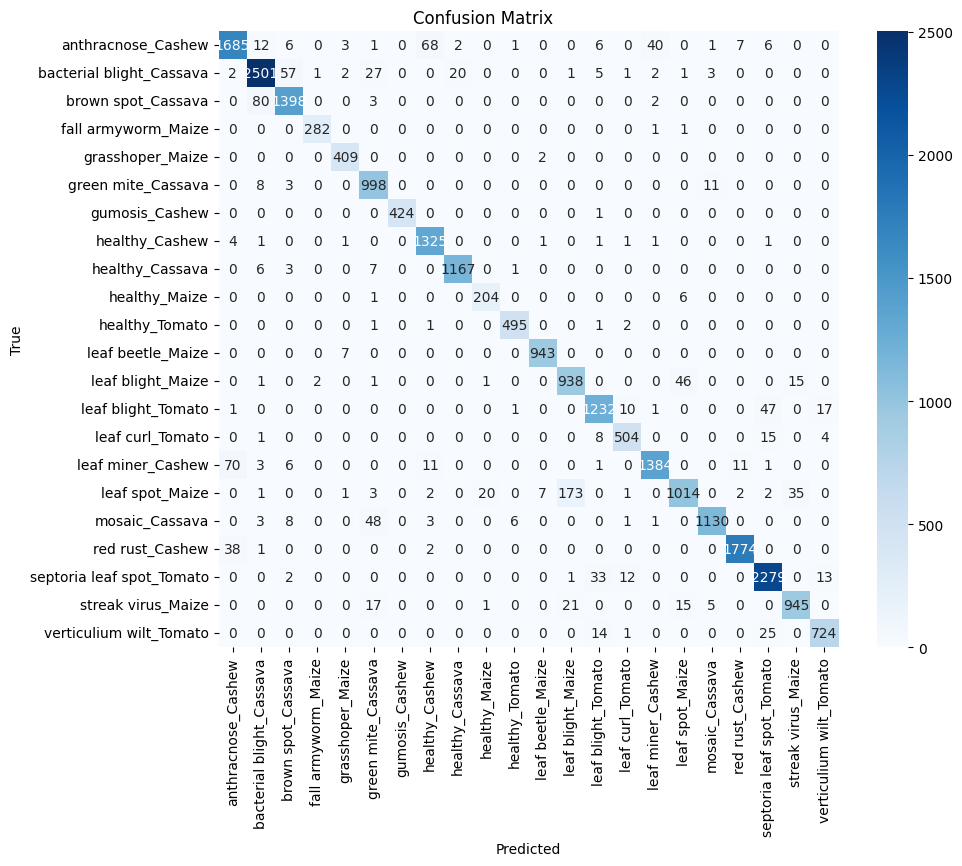 Confusion Matrix
anthracnose_Cashew 1685 12 6 0 3 1 0 68 2 0 1 0 0 6 0 40 0 1 7 6 0 0
bacterial blight_Cassava 2 2501 57 1 2 27 0 0 20 0 0 0 1 5 1 2 1 3 0 0 0 0
brown spot_Cassava 0 80 1398 0 0 3 0 0 0 0 0 0 0 0 0 2 0 0 0 0 0 0
fall armyworm_Maize 0 0 0 282 0 0 0 0 0 0 0 0 0 0 0 1 1 0 0 0 0 0
grasshoper_Maize 0 0 0 0 409 0 0 0 0 0 0 2 0 0 0 0 0 0 0 0 0 0
green mite_Cassava 0 8 3 0 0 998 0 0 0 0 0 0 0 0 0 0 0 11 0 0 0 0
gumosis_Cashew 0 0 0 0 0 0 424 0 0 0 0 0 0 1 0 0 0 0 0 0 0 0
healthy_Cashew 4 1 0 0 1 0 0 1325 0 0 0 1 0 1 1 1 0 0 0 1 0 0
healthy_Cassava 0 6 3 0 0 7 0 0 1167 0 1 0 0 0 0 0 0 0 0 0 0 0
healthy_Maize 0 0 0 0 0 1 0 0 0 204 0 0 0 0 0 0 6 0 0 0 0 0
healthy_Tomato 0 0 0 0 0 1 0 1 0 0 495 0 0 1 2 0 0 0 0 0 0 0
leaf beetle_Maize 0 0 0 0 7 0 0 0 0 0 0 943 0 0 0 0 0 0 0 0 0 0
leaf blight_Maize 0 1 0 2 0 1 0 0 0 1 0 0 938 0 0 0 46 0 0 0 15 0
leaf blight_Tomato 1 0 0 0 0 0 0 0 0 0 1 0 0 1232 10 1 0 0 0 47 0 17
leaf curl_Tomato 0 1 0 0 0 0 0 0 0 0 0 0 0 8 504 0 0 0 0 15 0 4
leaf miner_Cashew 70 3 6 0 0 0 0 11 0 0 0 0 0 1 0 1384 0 0 11 1 0 0
leaf spot_Maize 0 1 0 0 1 3 0 2 0 20 0 7 173 0 1 0 1014 0 2 2 35 0
mosaic_Cassava 0 3 8 0 0 48 0 3 0 0 6 0 0 0 1 1 0 1130 0 0 0 0
red rust_Cashew 38 1 0 0 0 0 0 2 0 0 0 0 0 0 0 0 0 0 1774 0 0 0
septoria leaf spot_Tomato 0 0 2 0 0 0 0 0 0 0 0 0 1 33 12 0 0 0 0 2279 0 13
streak virus_Maize 0 0 0 0 0 17 0 0 0 1 0 0 21 0 0 0 15 5 0 0 945 0
verticulium wilt_Tomato 0 0 0 0 0 0 0 0 0 0 0 0 0 14 1 0 0 0 0 25 0 724
True
anthracnose_Cashew
bacterial blight_Cassava
brown spot_Cassava
fall armyworm_Maize
grasshoper_Maize
green mite_Cassava
gumosis_Cashew
healthy_Cashew
healthy_Cassava
healthy_Maize
healthy_Tomato
leaf beetle_Maize
leaf blight_Maize
leaf blight_Tomato
leaf curl_Tomato
leaf miner_Cashew
leaf spot_Maize
mosaic_Cassava
red rust_Cashew
septoria leaf spot_Tomato
streak virus_Maize
verticulium wilt_Tomato
Predicted
2500
2000
1500
1000
500
0